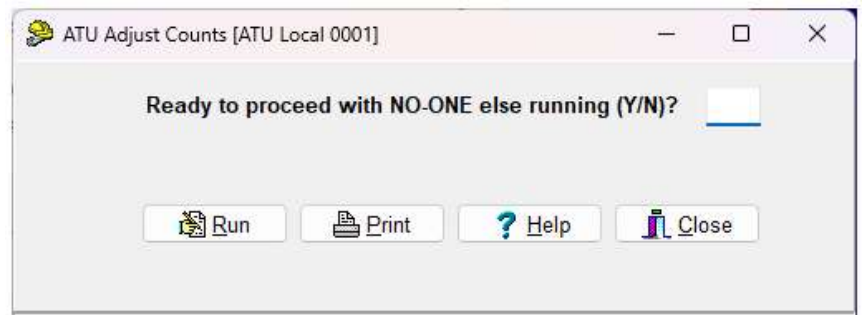 ATU Adjust Counts [ATU Local 0001]
Ready to proceed with NO-ONE else running (Y/N)?
Run Print Help Close